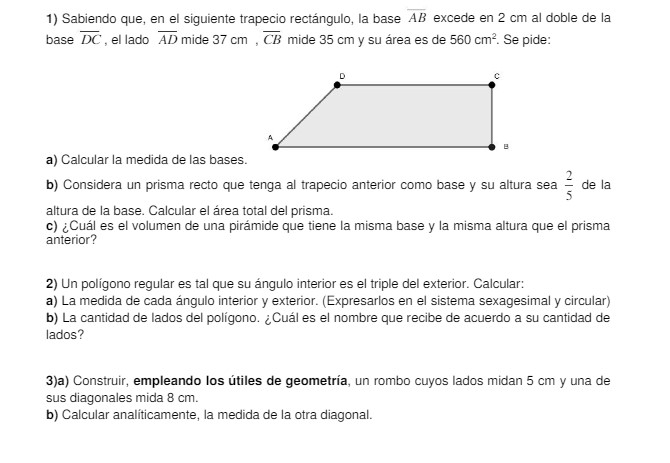 1) Sabiendo que, en el siguiente trapecio rectángulo, la base AB excede en 2 cm al doble de la
base DC , el lado AD mide 37 cm , CB mide 35 cm y su área es de 560 cm². Se pide:
D
C
A
B
a) Calcular la medida de las bases.
b) Considera un prisma recto que tenga al trapecio anterior como base y su altura sea 2/5 de la
altura de la base. Calcular el área total del prisma.
c) ¿Cuál es el volumen de una pirámide que tiene la misma base y la misma altura que el prisma
anterior?
2) Un polígono regular es tal que su ángulo interior es el triple del exterior. Calcular:
a) La medida de cada ángulo interior y exterior. (Expresarlos en el sistema sexagesimal y circular)
b) La cantidad de lados del polígono. ¿Cuál es el nombre que recibe de acuerdo a su cantidad de
lados?
3)a) Construir, empleando los útiles de geometría, un rombo cuyos lados midan 5 cm y una de
sus diagonales mida 8 cm.
b) Calcular analíticamente, la medida de la otra diagonal.